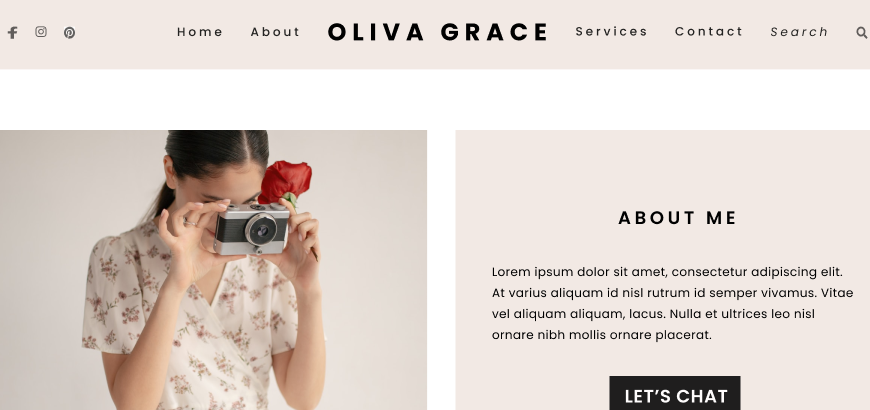 Home About OLIVA GRACE Services Contact Search
ABOUT ME
Lorem ipsum dolor sit amet, consectetur adipiscing elit.
At varius aliquam id nisl rutrum id semper vivamus. Vitae
vel aliquam aliquam, lacus. Nulla et ultrices leo nisl
ornare nibh mollis ornare placerat.
LET'S CHAT